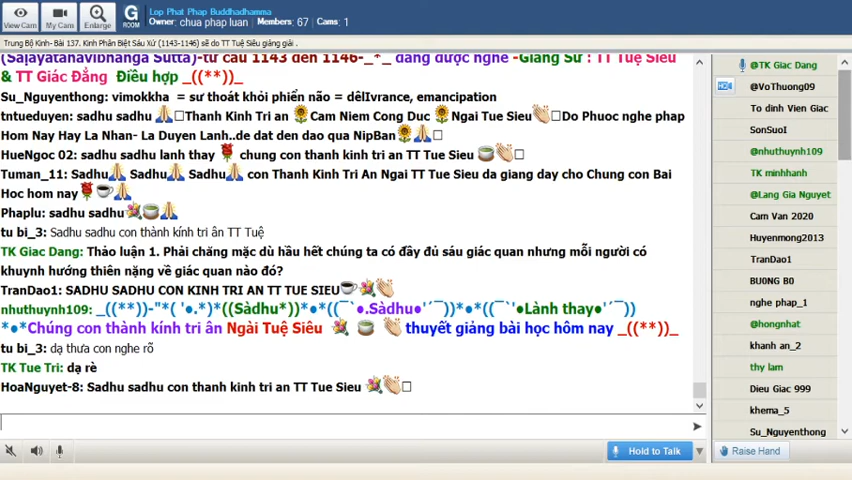 Lop Phat Phap Buddhadhamma
Owner: chua phap luan Members: 67 Cams: 1
View Cam My Cam Enlarge G ROOM
Trung Bộ Kinh- Bài 137. Kinh Phân Biệt Sáu Xứ (1143-1146) sẽ do TT Tuệ Siêu giảng giải .
(Saḷāyatanavibhaṅga Sutta)-từ câu 1143 đến 1146-_*_ đang được nghe -Giảng Sư : TT Tuệ Siêu
& TT Giác Đẳng Điều hợp _((**))_
Su_Nguyenthong: vimokkha = sư thoát khỏi phiền não = dêlIvrance, emancipation
tntueduyen: sadhu sadhu 🙏□Thanh Kinh Tri an 🌻Cam Niem Cong Duc 🌻Ngai Tue Sieu👏□Do Phuoc nghe phap
Hom Nay Hay La Nhan- La Duyen Lanh..de dat den dao qua NipBan🌻🙏□
HueNgoc 02: sadhu sadhu lanh thay 🌹 chung con thanh kinh tri an TT Tue Sieu 🍵👏□
Tuman_11: Sadhu🙏 Sadhu🙏 Sadhu🙏 con Thanh Kinh Tri An Ngai TT Tue Sieu da giang day cho Chung con Bai
Hoc hom nay🌹☕🙏
Phaplu: sadhu sadhu💐🍵🙏
tu bi_3: Sadhu sadhu con thành kính tri ân TT Tuệ
TK Giac Dang: Thảo luận 1. Phải chăng mặc dù hầu hết chúng ta có đầy đủ sáu giác quan nhưng mỗi người có
khuynh hướng thiên nặng về giác quan nào đó?
TranDao1: SADHU SADHU CON KINH TRI AN TT TUE SIEU☕💐👏
nhuthuynh109: _((**))-"*( '●.*)*((Sàdhu*))*●*((¯`●.Sàdhu●'´¯))*●*((¯`'●Lành thay●'´¯))
*●*Chúng con thành kính tri ân Ngài Tuệ Siêu 💐 🍵 👏 thuyết giảng bài học hôm nay _((**))_
tu bi_3: dạ thưa con nghe rõ
TK Tue Tri: dạ rè
HoaNguyet-8: Sadhu sadhu con thanh kinh tri an TT Tue Sieu 💐👏□
Hold to Talk
@TK Giac Dang
@VoThuong09
To dinh Vien Giac
SonSuoI
@nhuthuynh109
TK minhhanh
@Lang Gia Nguyet
Cam Van 2020
Huyenmong2013
TranDao1
BU0NG B0
nghe phap_1
@hongnhat
khanh an_2
thy lam
Dieu Giac 999
khema_5
Su_Nguyenthong
Raise Hand